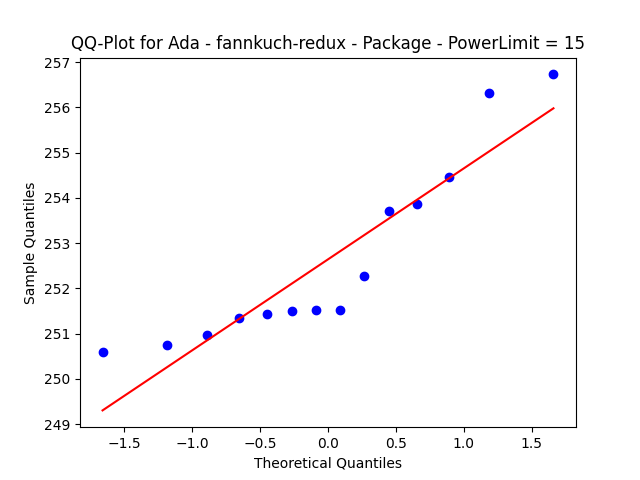 QQ-Plot for Ada - fannkuch-redux - Package - PowerLimit = 15
257
256
255
254
253
252
251
250
249
Sample Quantiles
−1.5 −1.0 −0.5 0.0 0.5 1.0 1.5
Theoretical Quantiles